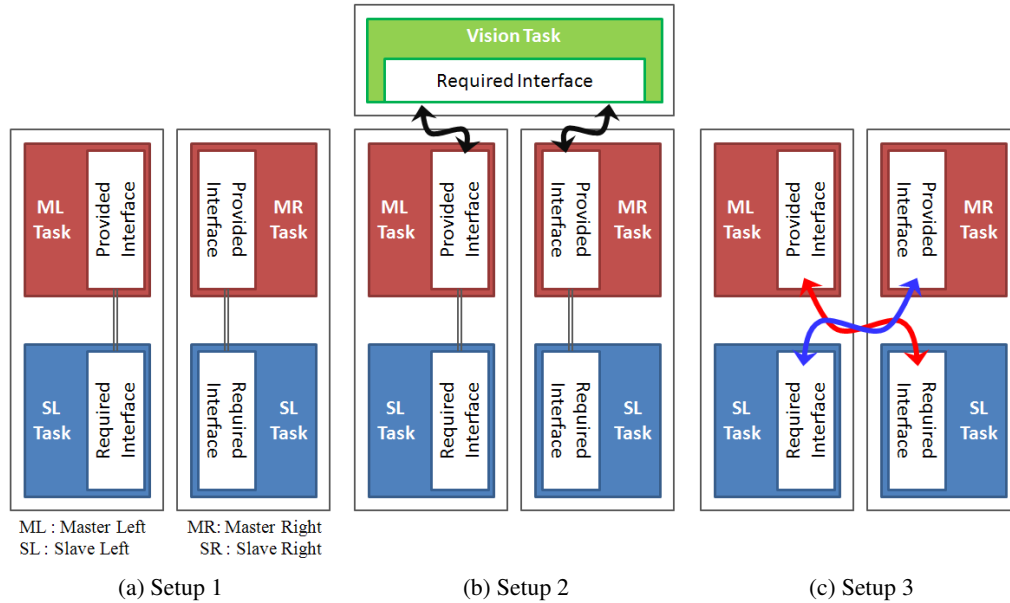 Vision Task
Required Interface
ML
Task
Provided
Interface
Provided
Interface
MR
Task
ML
Task
Provided
Interface
Provided
Interface
MR
Task
ML
Task
Provided
Interface
Provided
Interface
MR
Task
SL
Task
Required
Interface
Required
Interface
SL
Task
SL
Task
Required
Interface
Required
Interface
SL
Task
SL
Task
Required
Interface
Required
Interface
SL
Task
ML : Master Left
SL : Slave Left
MR: Master Right
SR : Slave Right
(a) Setup 1
(b) Setup 2
(c) Setup 3